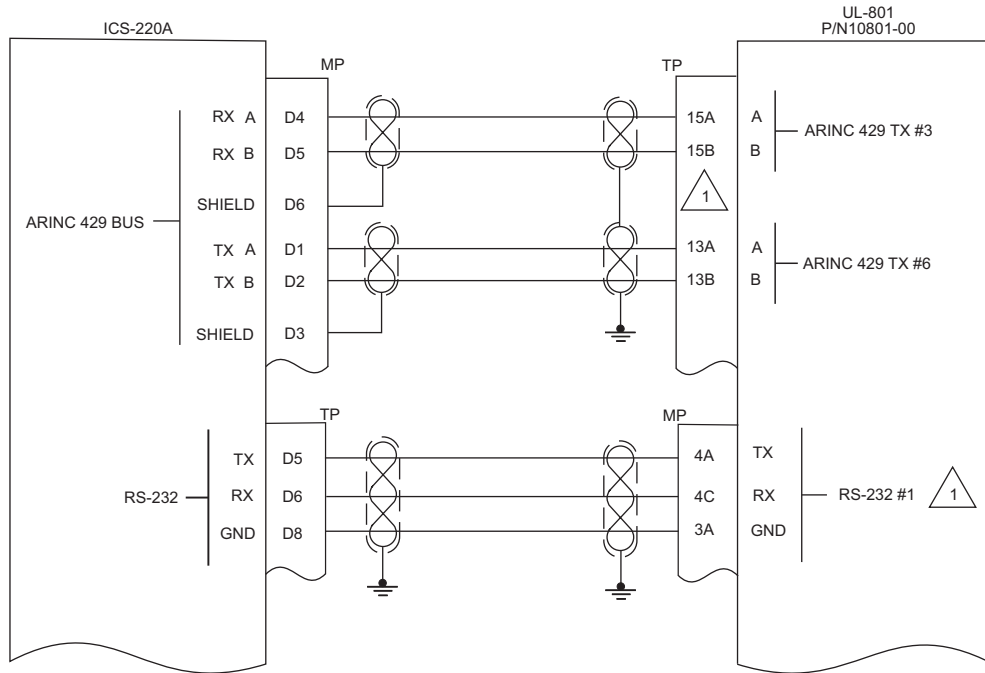 ICS-220A
UL-801
P/N10801-00
MP
TP
RX A D4 15A A
ARINC 429 TX #3
RX B D5 15B B
1
SHIELD D6
ARINC 429 BUS
TX A D1 13A A
ARINC 429 TX #6
TX B D2 13B B
SHIELD D3
TP
MP
TX D5 4A TX
RS-232 RX D6 4C RX RS-232 #1 1
GND D8 3A GND